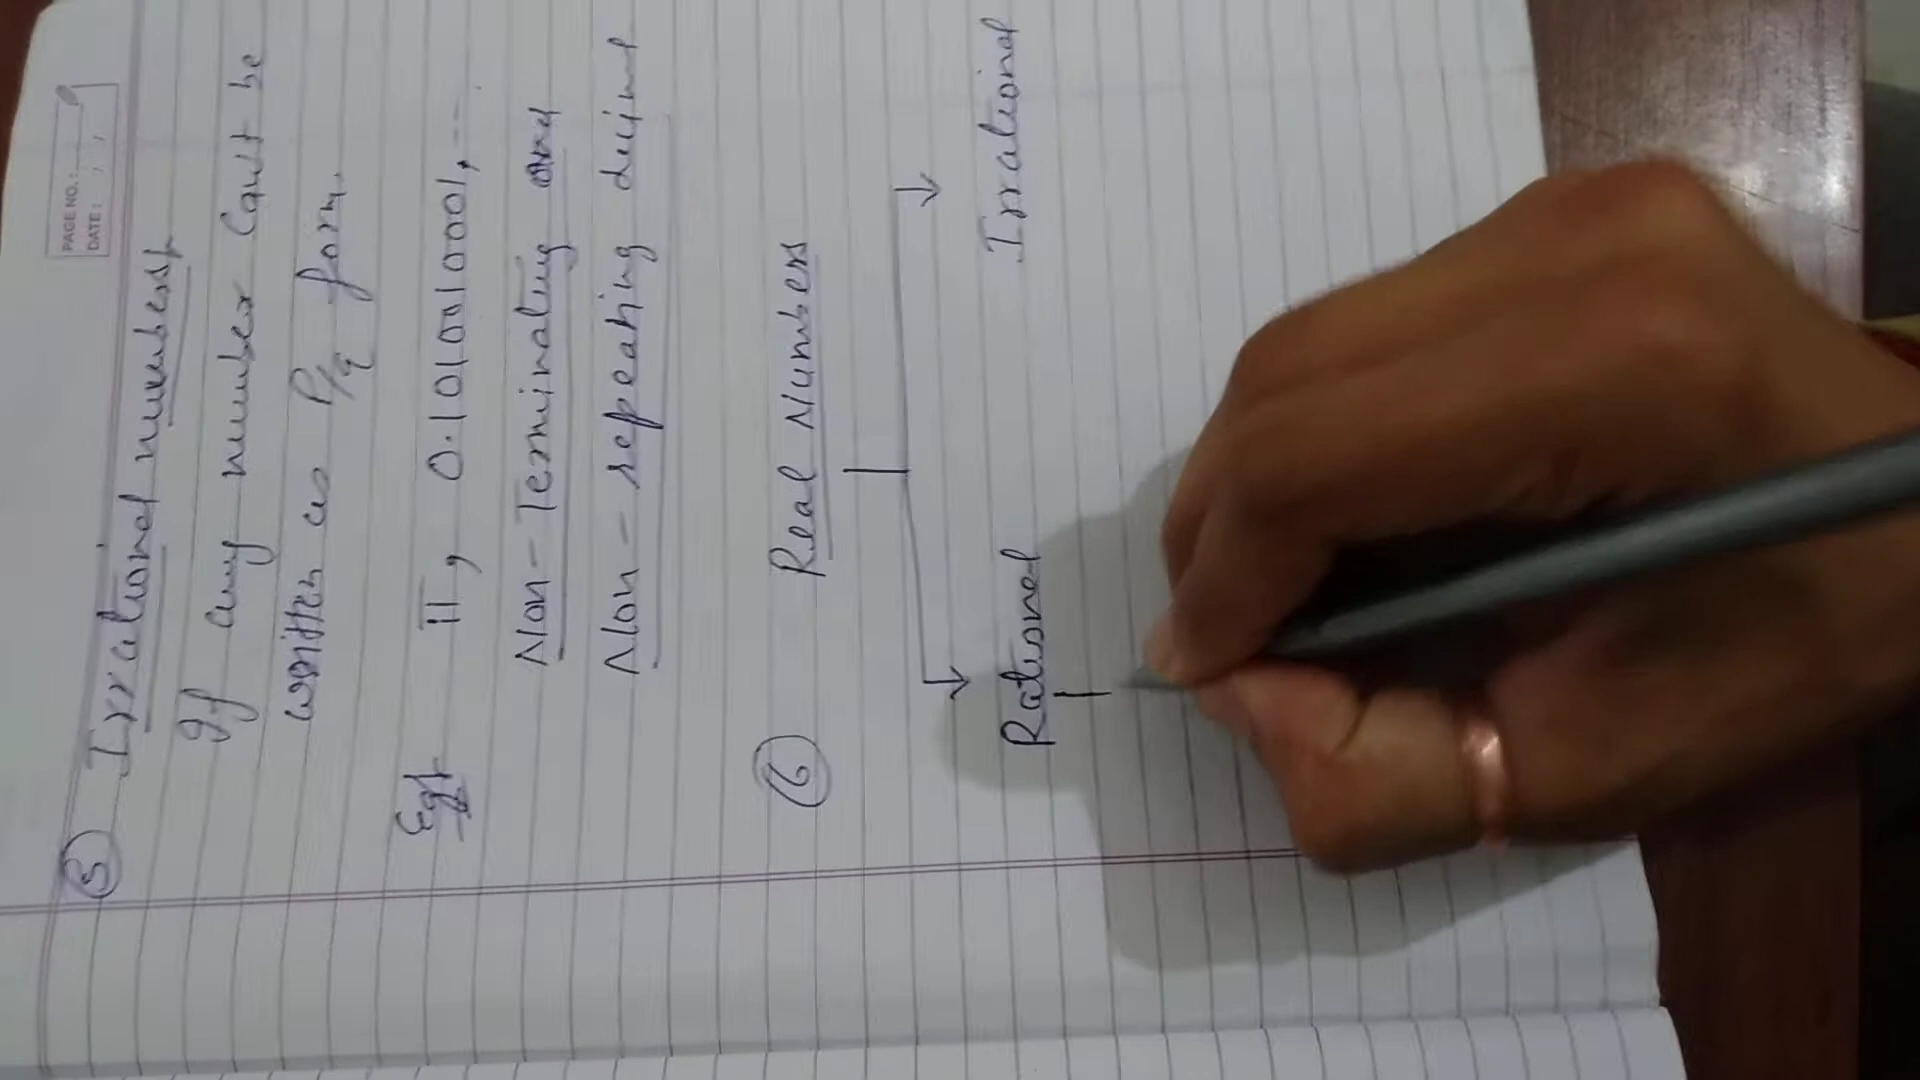 PAGE NO.:
DATE: / /
5 Irrational numbers
If any number can't be
written as P/q form.
Eg π, 0.1010010001, ...
Non-Terminating and
Non-repeating decimal
6 Real Numbers
Rational Irrational